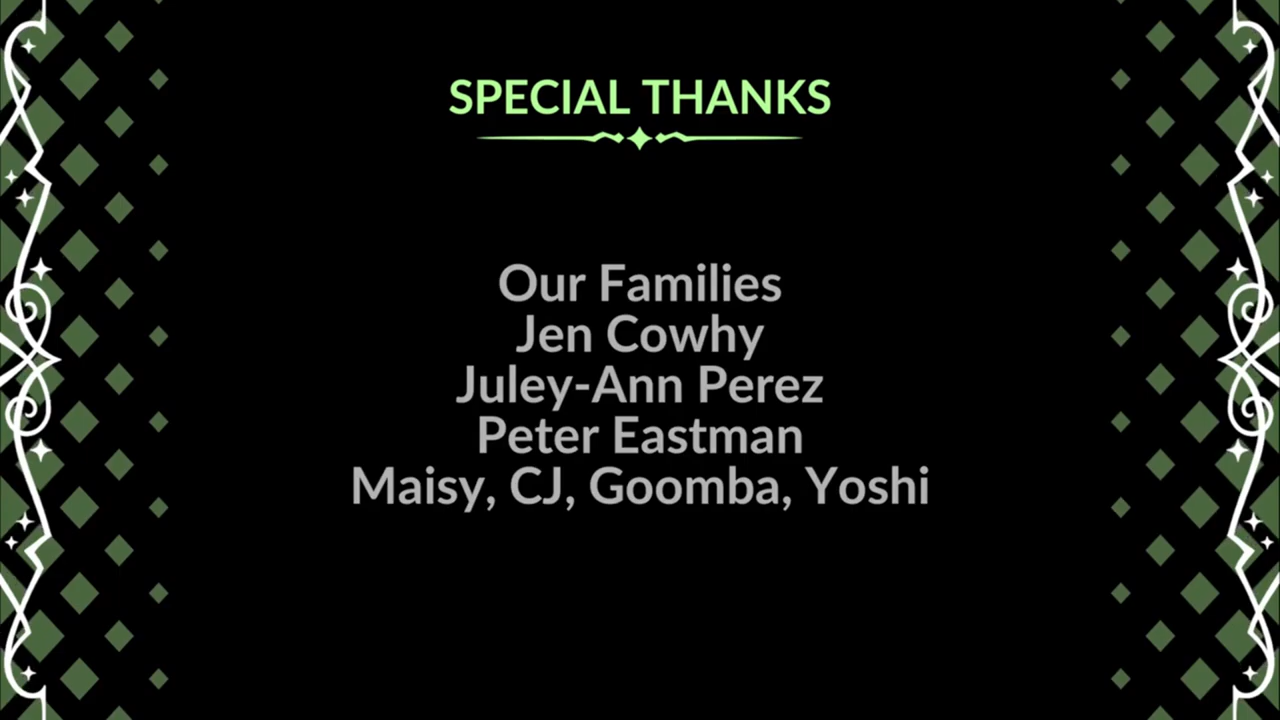 SPECIAL THANKS
Our Families
Jen Cowhy
Juley-Ann Perez
Peter Eastman
Maisy, CJ, Goomba, Yoshi